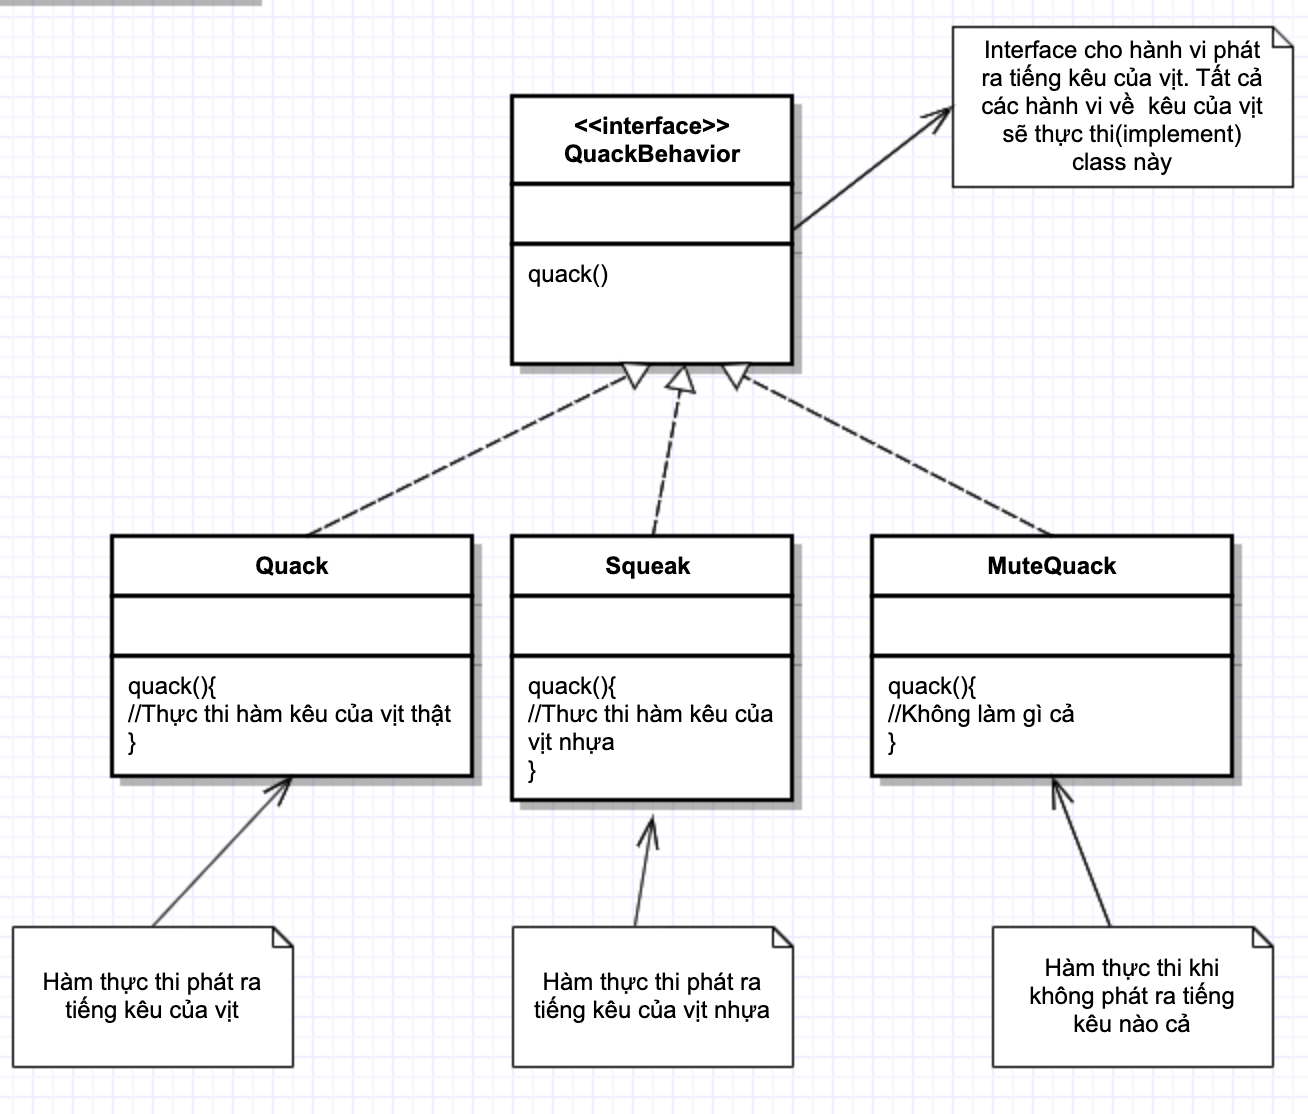 Interface cho hành vi phát
ra tiếng kêu của vịt. Tất cả
các hành vi về kêu của vịt
sẽ thực thi(implement)
class này
<<interface>>
QuackBehavior
quack()
Quack
quack(){
//Thực thi hàm kêu của vịt thật
}
Squeak
quack(){
//Thưc thi hàm kêu của
vịt nhựa
}
MuteQuack
quack(){
//Không làm gì cả
}
Hàm thực thi phát ra
tiếng kêu của vịt
Hàm thực thi phát ra
tiếng kêu của vịt nhựa
Hàm thực thi khi
không phát ra tiếng
kêu nào cả